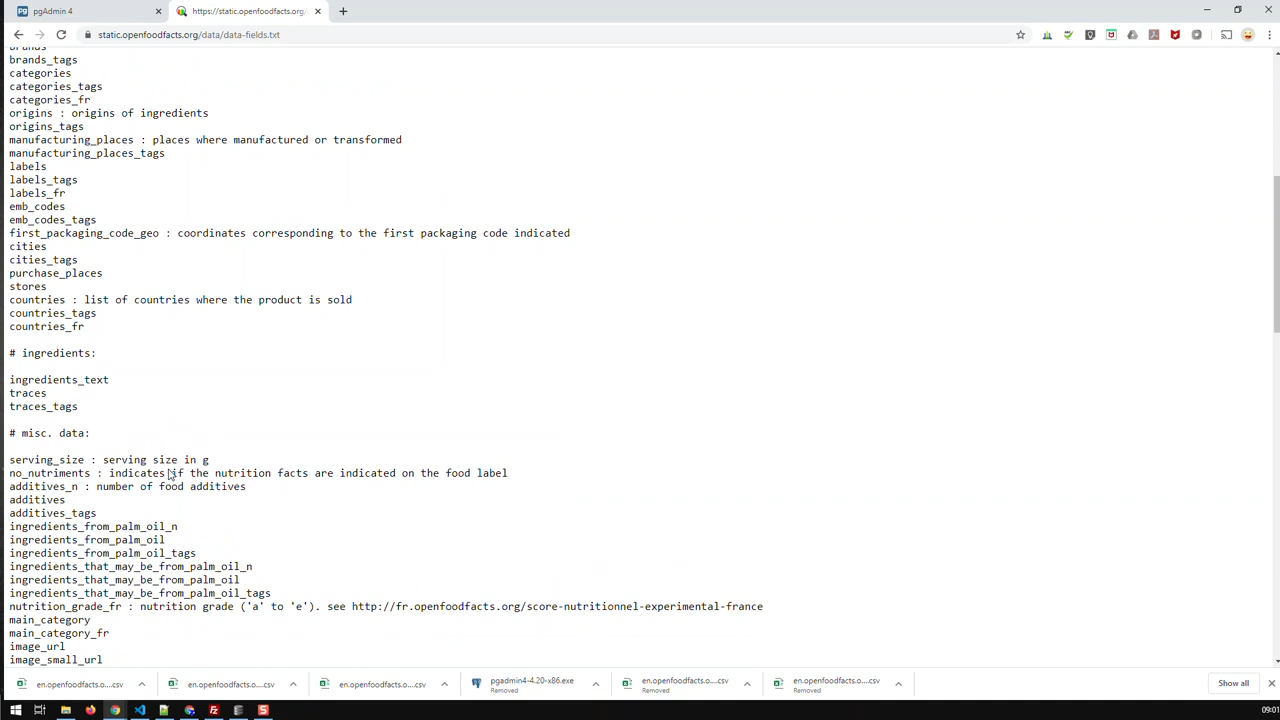 pgAdmin 4
https://static.openfoodfacts.org/
static.openfoodfacts.org/data/data-fields.txt
brands
brands_tags
categories
categories_tags
categories_fr
origins : origins of ingredients
origins_tags
manufacturing_places : places where manufactured or transformed
manufacturing_places_tags
labels
labels_tags
labels_fr
emb_codes
emb_codes_tags
first_packaging_code_geo : coordinates corresponding to the first packaging code indicated
cities
cities_tags
purchase_places
stores
countries : list of countries where the product is sold
countries_tags
countries_fr
# ingredients:
ingredients_text
traces
traces_tags
# misc. data:
serving_size : serving size in g
no_nutriments : indicates if the nutrition facts are indicated on the food label
additives_n : number of food additives
additives
additives_tags
ingredients_from_palm_oil_n
ingredients_from_palm_oil
ingredients_from_palm_oil_tags
ingredients_that_may_be_from_palm_oil_n
ingredients_that_may_be_from_palm_oil
ingredients_that_may_be_from_palm_oil_tags
nutrition_grade_fr : nutrition grade ('a' to 'e'). see http://fr.openfoodfacts.org/score-nutritionnel-experimental-france
main_category
main_category_fr
image_url
image_small_url
en.openfoodfacts.o....csv
en.openfoodfacts.o....csv
en.openfoodfacts.o....csv
pgadmin4-4.20-x86.exe
Removed
en.openfoodfacts.o....csv
Removed
en.openfoodfacts.o....csv
Removed
Show all
09:01